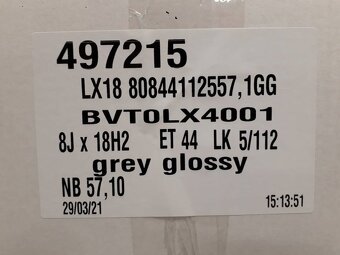 497215
LX18 80844112557,1GG
BVT0LX4001
8J x 18H2 ET 44 LK 5/112
grey glossy
NB 57,10
29/03/21 15:13:51